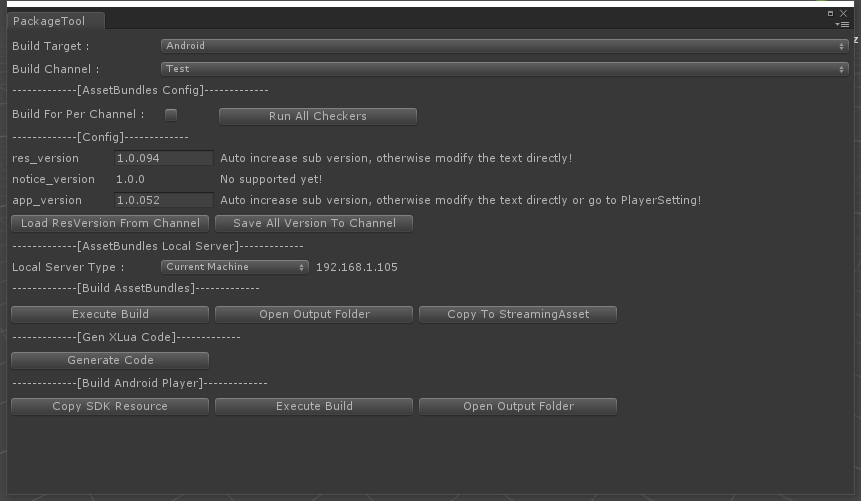 PackageTool
Build Target : Android
Build Channel : Test
-------------[AssetBundles Config]-------------
Build For Per Channel : Run All Checkers
-------------[Config]-------------
res_version 1.0.094 Auto increase sub version, otherwise modify the text directly!
notice_version 1.0.0 No supported yet!
app_version 1.0.052 Auto increase sub version, otherwise modify the text directly or go to PlayerSetting!
Load ResVersion From Channel Save All Version To Channel
-------------[AssetBundles Local Server]-------------
Local Server Type : Current Machine 192.168.1.105
-------------[Build AssetBundles]-------------
Execute Build Open Output Folder Copy To StreamingAsset
-------------[Gen XLua Code]-------------
Generate Code
-------------[Build Android Player]-------------
Copy SDK Resource Execute Build Open Output Folder